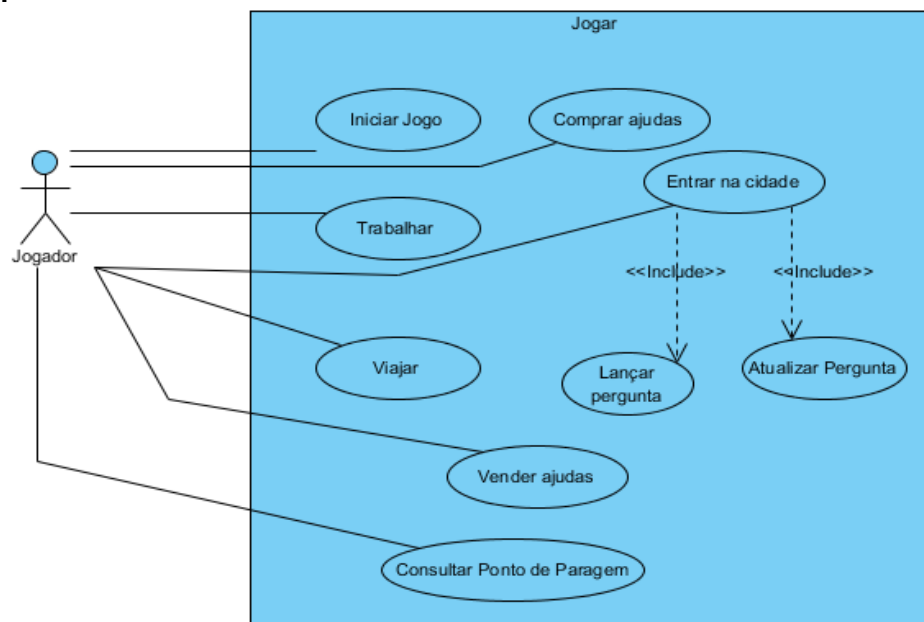 Jogar
Iniciar Jogo
Comprar ajudas
Entrar na cidade
Trabalhar
Jogador
<<Include>>
<<Include>>
Viajar
Lançar
pergunta
Atualizar Pergunta
Vender ajudas
Consultar Ponto de Paragem